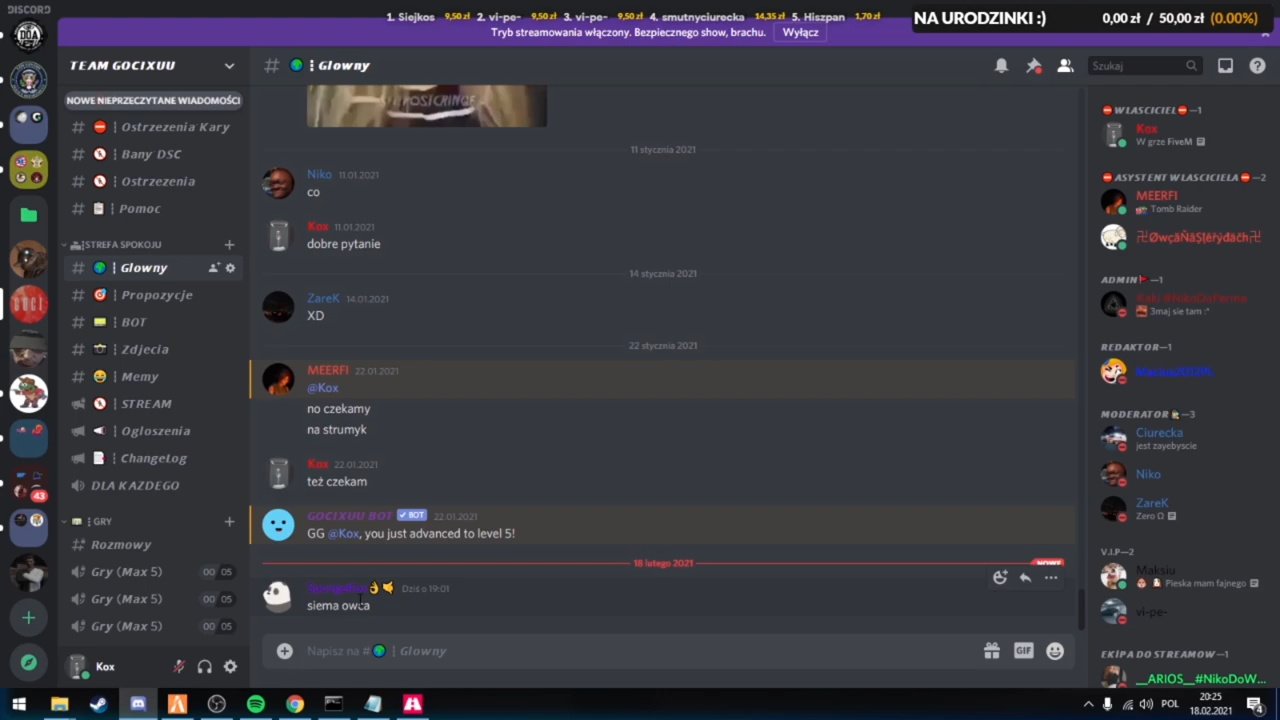 DISCORD
1. Siejkos 9,50 zł 2. vi-pe- 9,50 zł 3. vi-pe- 9,50 zł 4. smutnyciurecka 14,35 zł 5. Hiszpan 1,70 zł
NA URODZINKI :) 0,00 zł / 50,00 zł (0.00%)
Tryb streamowania włączony. Bezpiecznego show, brachu. Wyłącz
TEAM GOCIXUU
Glowny
Szukaj
NOWE NIEPRZECZYTANE WIADOMOŚCI
Ostrzezenia Kary
Bany DSC
Ostrzezenia
Pomoc
STREFA SPOKOJU
Glowny
Propozycje
BOT
Zdjecia
Memy
STREAM
Ogloszenia
ChangeLog
DLA KAZDEGO
43
GRY
Rozmowy
Gry (Max 5) 00 05
Gry (Max 5) 00 05
Gry (Max 5) 00 05
Kox
11 stycznia 2021
Niko 11.01.2021
co
Kox 11.01.2021
dobre pytanie
14 stycznia 2021
ZareK 14.01.2021
XD
22 stycznia 2021
MEERFI 22.01.2021
@Kox
no czekamy
na strumyk
Kox 22.01.2021
też czekam
GOCIXUU BOT BOT 22.01.2021
GG @Kox, you just advanced to level 5!
18 lutego 2021 NOWE
Dziś o 19:01
siema owca
Napisz na # Glowny
GIF
WLASCICIEL—1
Kox
W grze FiveM
ASYSTENT WLASCICIELA—2
MEERFI
Tomb Raider
ADMIN—1
3maj sie tam :*
REDAKTOR—1
MODERATOR—3
Ciurecka
jest zayebyscie
Niko
ZareK
Zero Ω
V.I.P—2
Maksiu
Pieska mam fajnego
vi-pe-
EKIPA DO STREAMOW—1
__ARIOS__#NikoDoW...
POL
20:25
18.02.2021
4